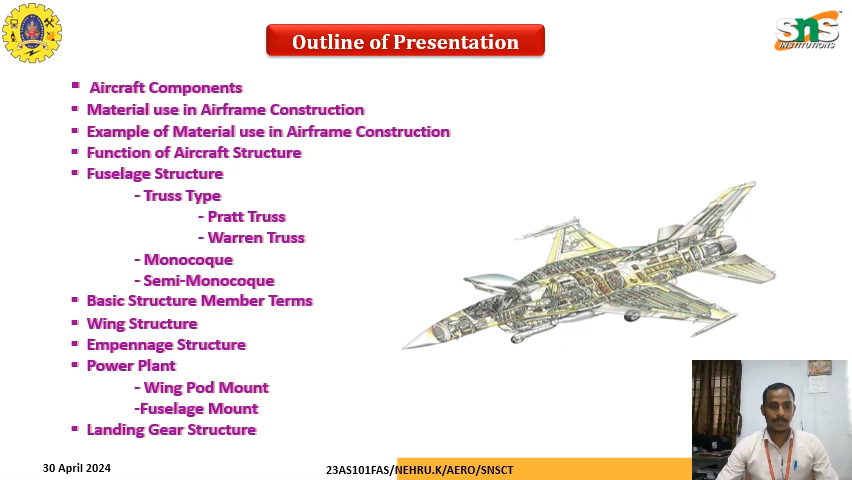 Outline of Presentation
SNS
INSTITUTIONS
▪ Aircraft Components
▪ Material use in Airframe Construction
▪ Example of Material use in Airframe Construction
▪ Function of Aircraft Structure
▪ Fuselage Structure
- Truss Type
- Pratt Truss
- Warren Truss
- Monocoque
- Semi-Monocoque
▪ Basic Structure Member Terms
▪ Wing Structure
▪ Empennage Structure
▪ Power Plant
- Wing Pod Mount
-Fuselage Mount
▪ Landing Gear Structure
30 April 2024
23AS101FAS/NEHRU.K/AERO/SNSCT